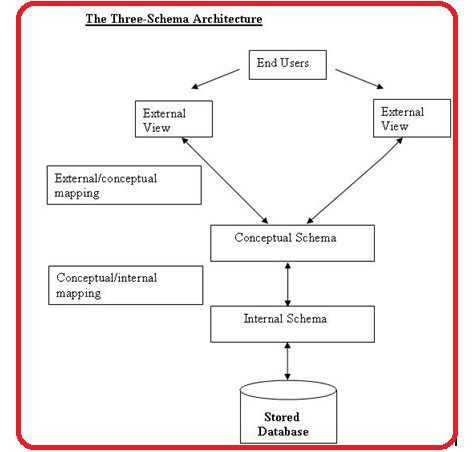 The Three-Schema Architecture
End Users
External
View
External
View
External/conceptual
mapping
Conceptual Schema
Conceptual/internal
mapping
Internal Schema
Stored
Database